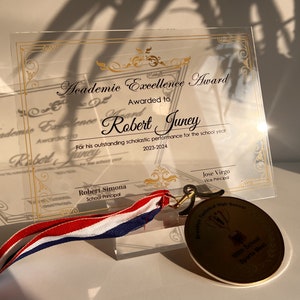 Academic Excellence Award
Awarded to
Robert Juney
For his outstanding scholastic performance for the school year
2023-2024
Robert Simona
School Principal
Jose Virgo
Vice Principal